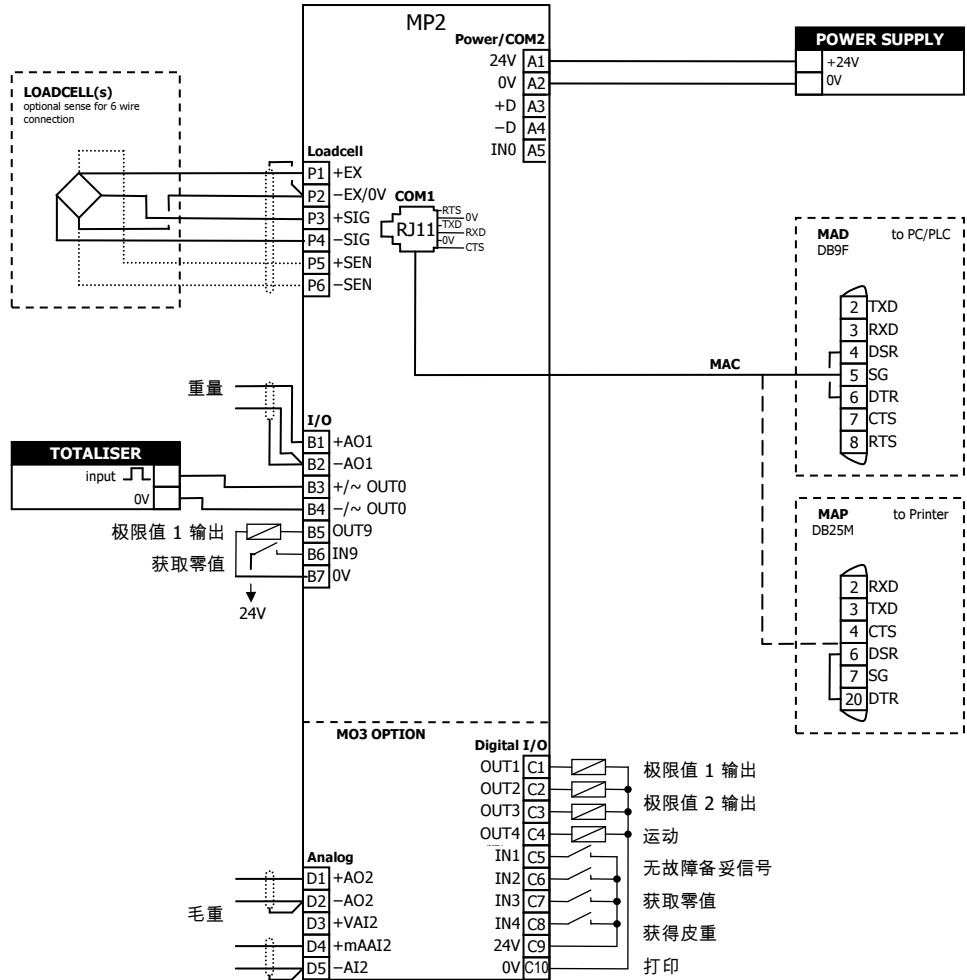 MP2
Power/COM2
24V A1
0V A2
+D A3
−D A4
IN0 A5
POWER SUPPLY
+24V
0V
LOADCELL(s)
optional sense for 6 wire
connection
Loadcell
P1 +EX
P2 −EX/0V
P3 +SIG
P4 −SIG
P5 +SEN
P6 −SEN
COM1
RJ11
RTS
0V
TXD
RXD
0V
CTS
MAC
MAD to PC/PLC
DB9F
2 TXD
3 RXD
4 DSR
5 SG
6 DTR
7 CTS
8 RTS
重量
I/O
B1 +AO1
B2 −AO1
B3 +/~ OUT0
B4 −/~ OUT0
B5 OUT9
B6 IN9
B7 0V
TOTALISER
input
0V
极限值 1 输出
获取零值
24V
MAP to Printer
DB25M
2 RXD
3 TXD
4 CTS
6 DSR
7 SG
20 DTR
MO3 OPTION
Digital I/O
OUT1 C1
OUT2 C2
OUT3 C3
OUT4 C4
IN1 C5
IN2 C6
IN3 C7
IN4 C8
24V C9
0V C10
极限值 1 输出
极限值 2 输出
运动
无故障备妥信号
获取零值
获得皮重
打印
Analog
D1 +AO2
D2 −AO2
D3 +VAI2
D4 +mAAI2
D5 −AI2
毛重